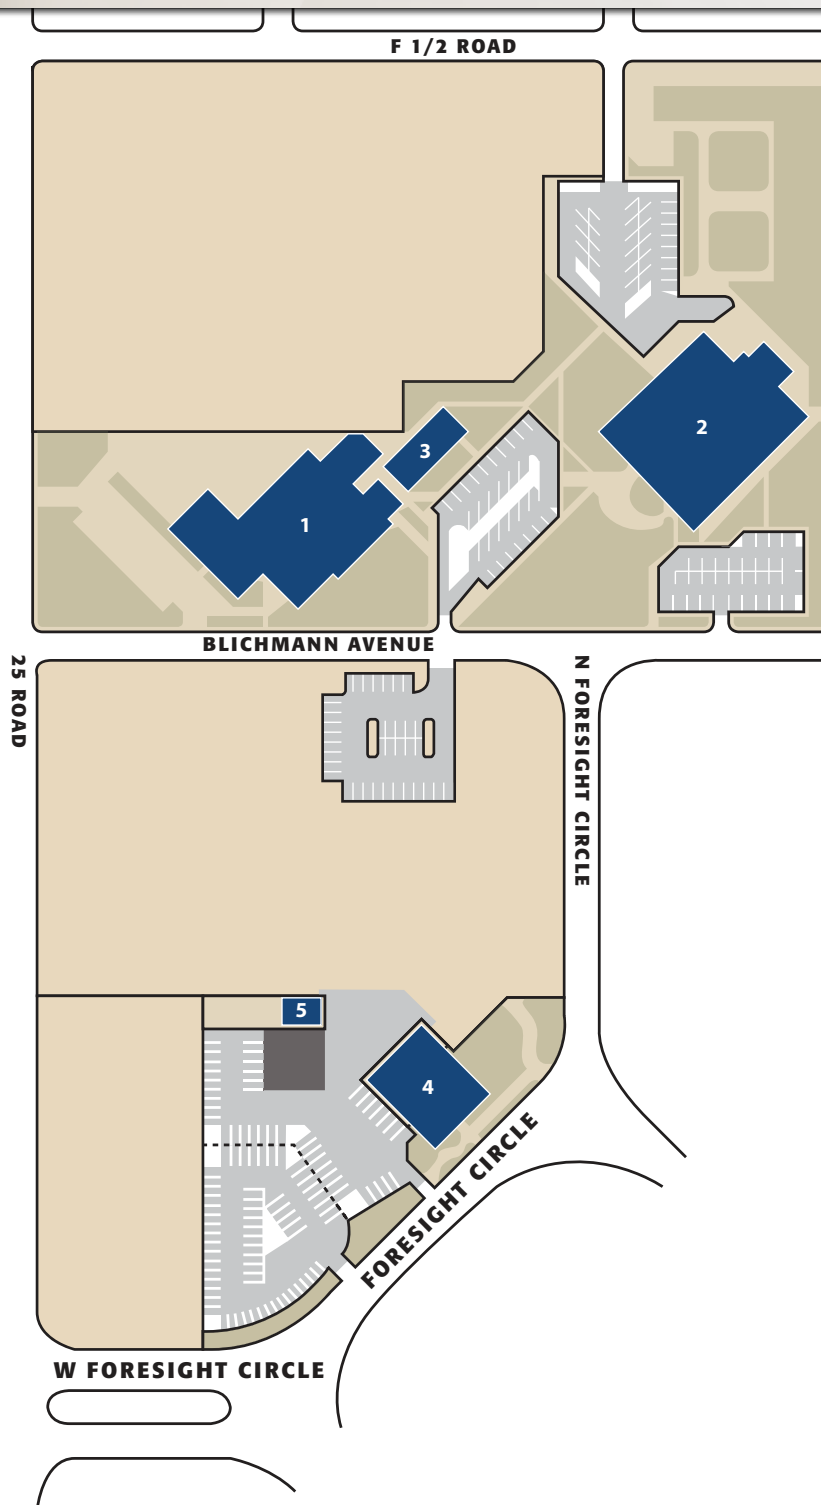 F 1/2 ROAD
2
3
1
BLICHMANN AVENUE
25 ROAD
N FORESIGHT CIRCLE
5
4
FORESIGHT CIRCLE
W FORESIGHT CIRCLE